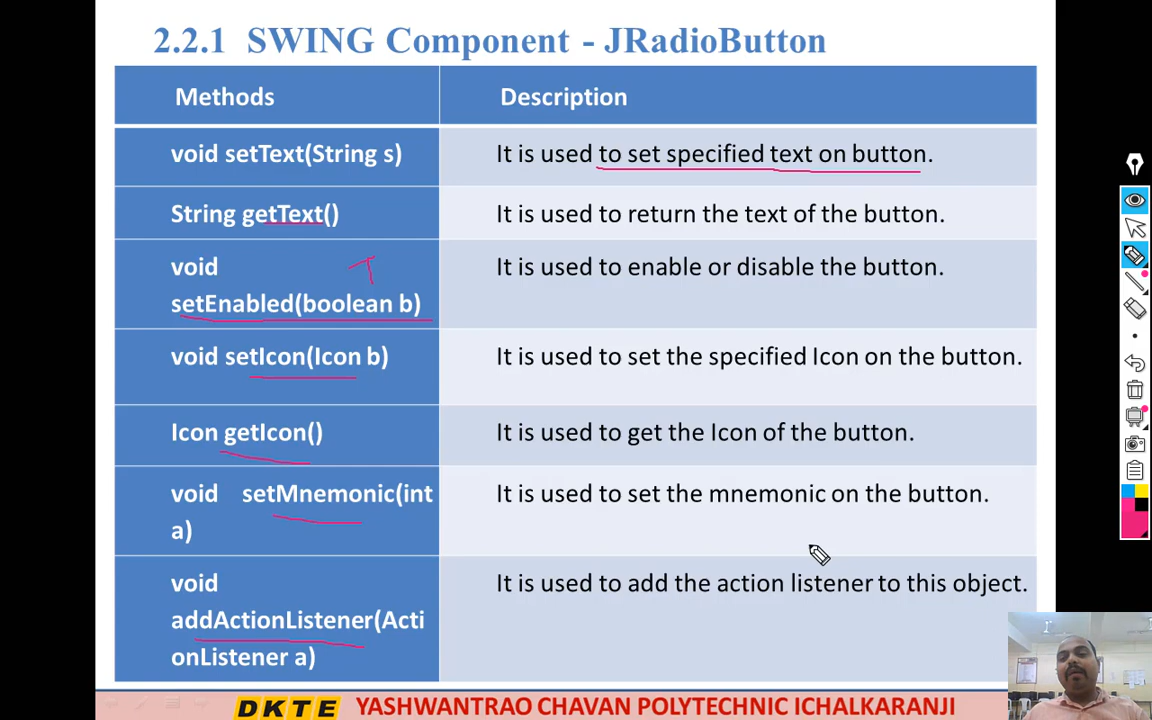 2.2.1 SWING Component - JRadioButton
Methods
Description
void setText(String s)
It is used to set specified text on button.
String getText()
It is used to return the text of the button.
void
setEnabled(boolean b)
It is used to enable or disable the button.
void setIcon(Icon b)
It is used to set the specified Icon on the button.
Icon getIcon()
It is used to get the Icon of the button.
void setMnemonic(int
a)
It is used to set the mnemonic on the button.
void
addActionListener(Acti
onListener a)
It is used to add the action listener to this object.
DKTE YASHWANTRAO CHAVAN POLYTECHNIC ICHALKARANJI